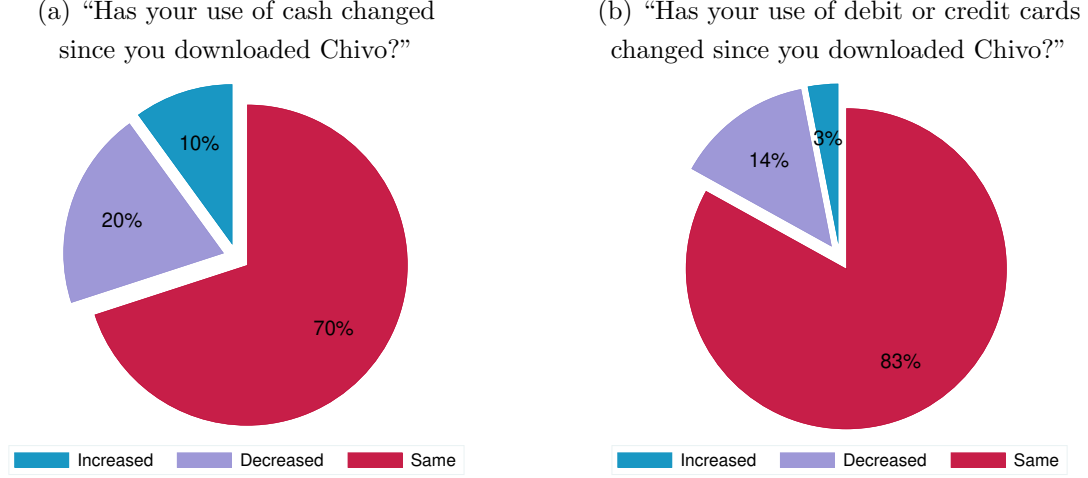 (a) “Has your use of cash changed
since you downloaded Chivo?”
10%
20%
70%
Increased Decreased Same
(b) “Has your use of debit or credit cards
changed since you downloaded Chivo?”
3%
14%
83%
Increased Decreased Same